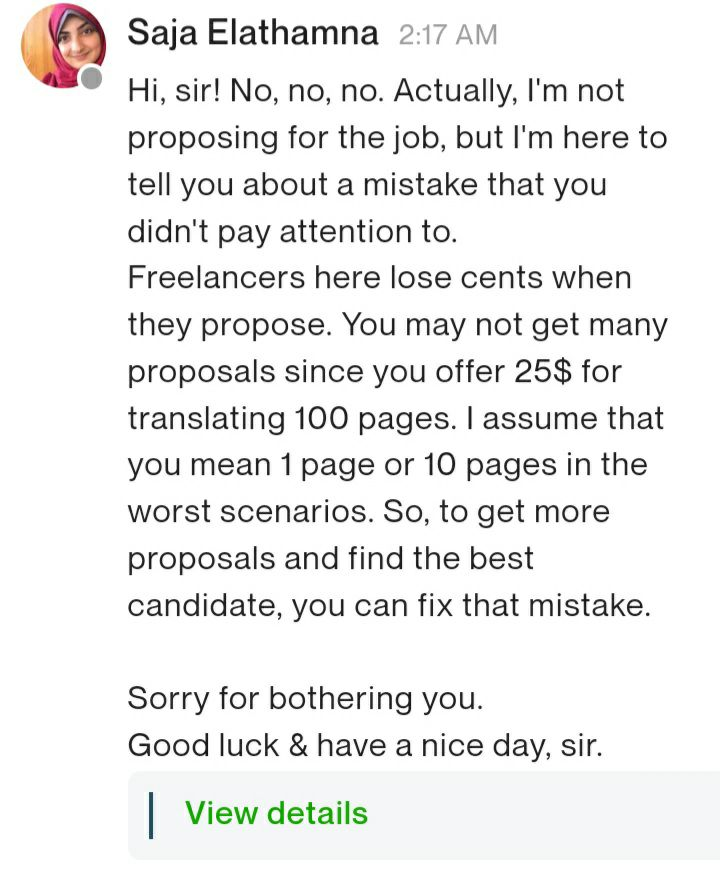 Saja Elathamna 2:17 AM
Hi, sir! No, no, no. Actually, I'm not
proposing for the job, but I'm here to
tell you about a mistake that you
didn't pay attention to.
Freelancers here lose cents when
they propose. You may not get many
proposals since you offer 25$ for
translating 100 pages. I assume that
you mean 1 page or 10 pages in the
worst scenarios. So, to get more
proposals and find the best
candidate, you can fix that mistake.
Sorry for bothering you.
Good luck & have a nice day, sir.
View details